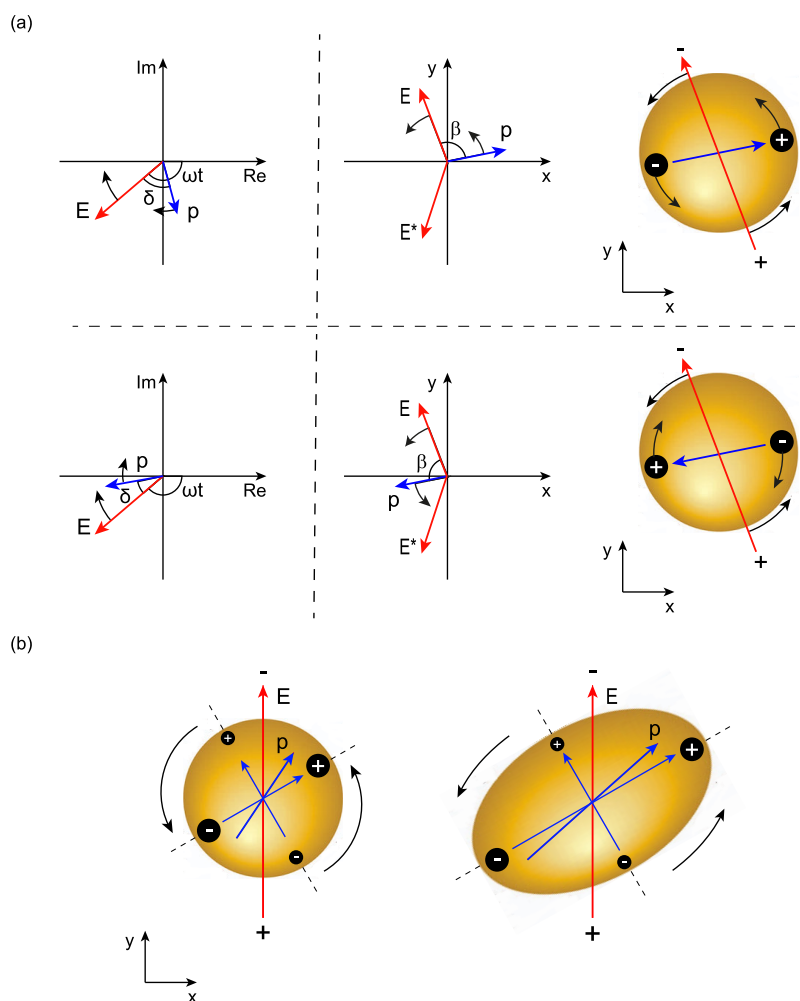 (a)
Im
Re
E
δ
p
ωt
y
E
β
p
x
E*
-
+
-
+
y
x
Im
Re
p
δ
E
ωt
y
E
β
p
x
E*
-
-
+
+
y
x
(b)
-
E
+
p
+
-
-
+
y
x
-
E
+
p
+
-
-
+